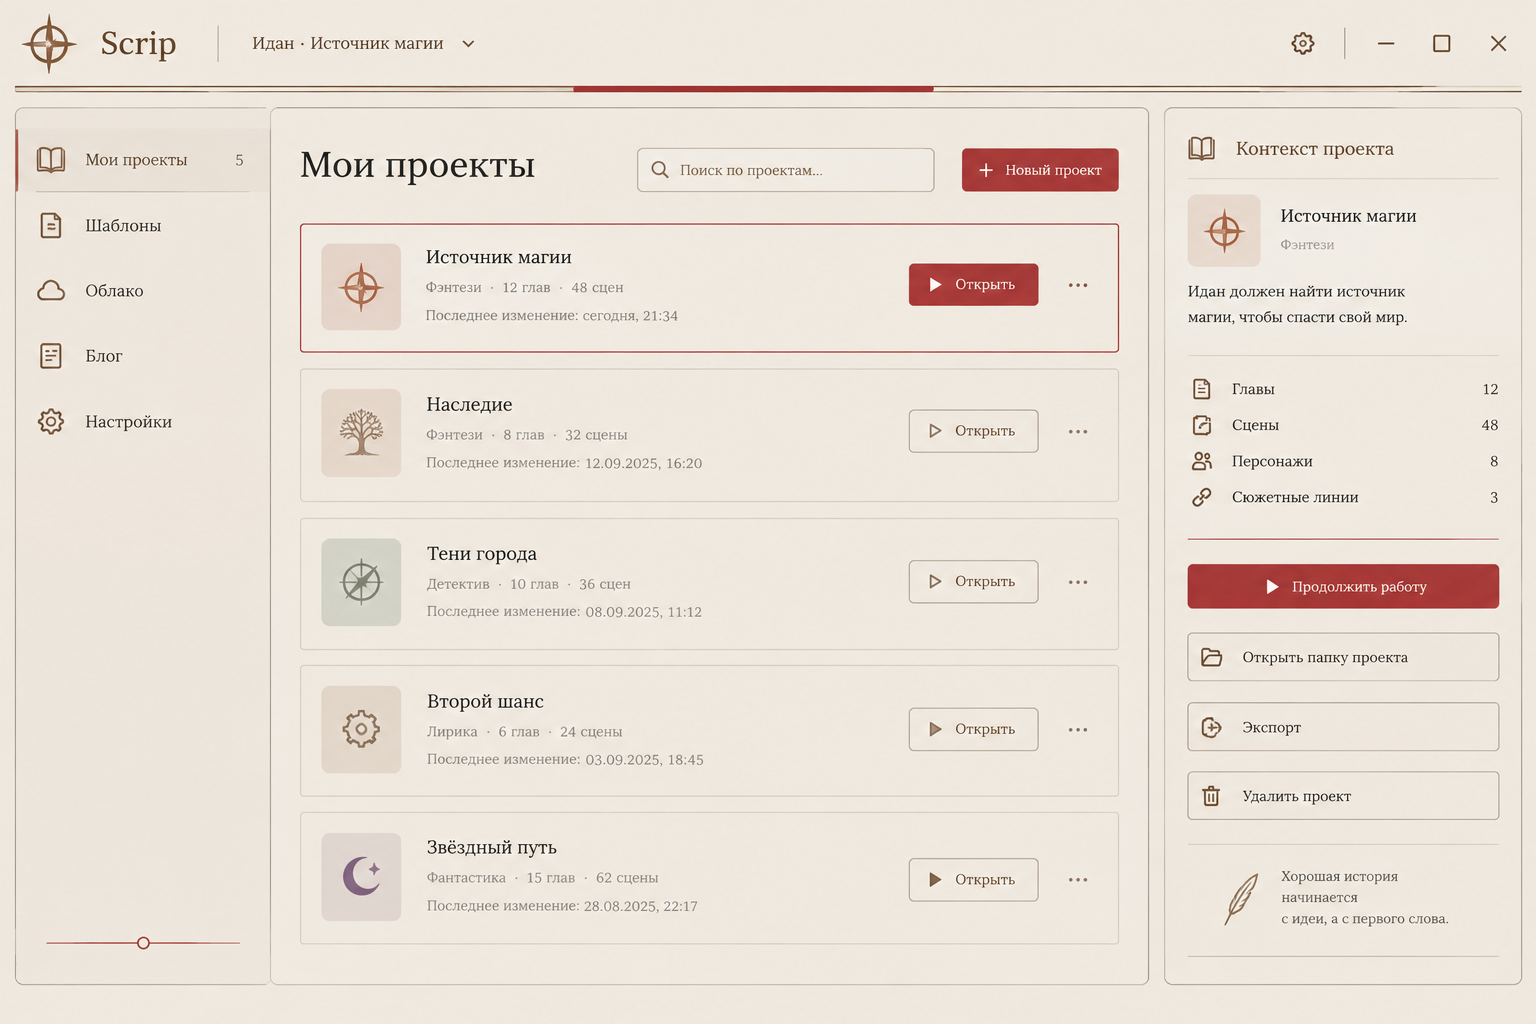 Scrip
Идан · Источник магии
Мои проекты 5
Шаблоны
Облако
Блог
Настройки
Мои проекты
Поиск по проектам...
Новый проект
Источник магии
Фэнтези · 12 глав · 48 сцен
Последнее изменение: сегодня, 21:34
Открыть
Наследие
Фэнтези · 8 глав · 32 сцены
Последнее изменение: 12.09.2025, 16:20
Открыть
Тени города
Детектив · 10 глав · 36 сцен
Последнее изменение: 08.09.2025, 11:12
Открыть
Второй шанс
Лирика · 6 глав · 24 сцены
Последнее изменение: 03.09.2025, 18:45
Открыть
Звёздный путь
Фантастика · 15 глав · 62 сцены
Последнее изменение: 28.08.2025, 22:17
Открыть
Контекст проекта
Источник магии
Фэнтези
Идан должен найти источник
магии, чтобы спасти свой мир.
Главы 12
Сцены 48
Персонажи 8
Сюжетные линии 3
Продолжить работу
Открыть папку проекта
Экспорт
Удалить проект
Хорошая история
начинается
с идеи, а с первого слова.